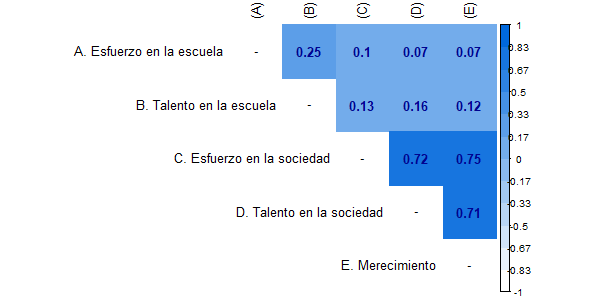 (A) (B) (C) (D) (E)
A. Esfuerzo en la escuela - 0.25 0.1 0.07 0.07
B. Talento en la escuela - 0.13 0.16 0.12
C. Esfuerzo en la sociedad - 0.72 0.75
D. Talento en la sociedad - 0.71
E. Merecimiento -
1
0.83
0.67
0.5
0.33
0.17
0
-0.17
-0.33
-0.5
-0.67
-0.83
-1